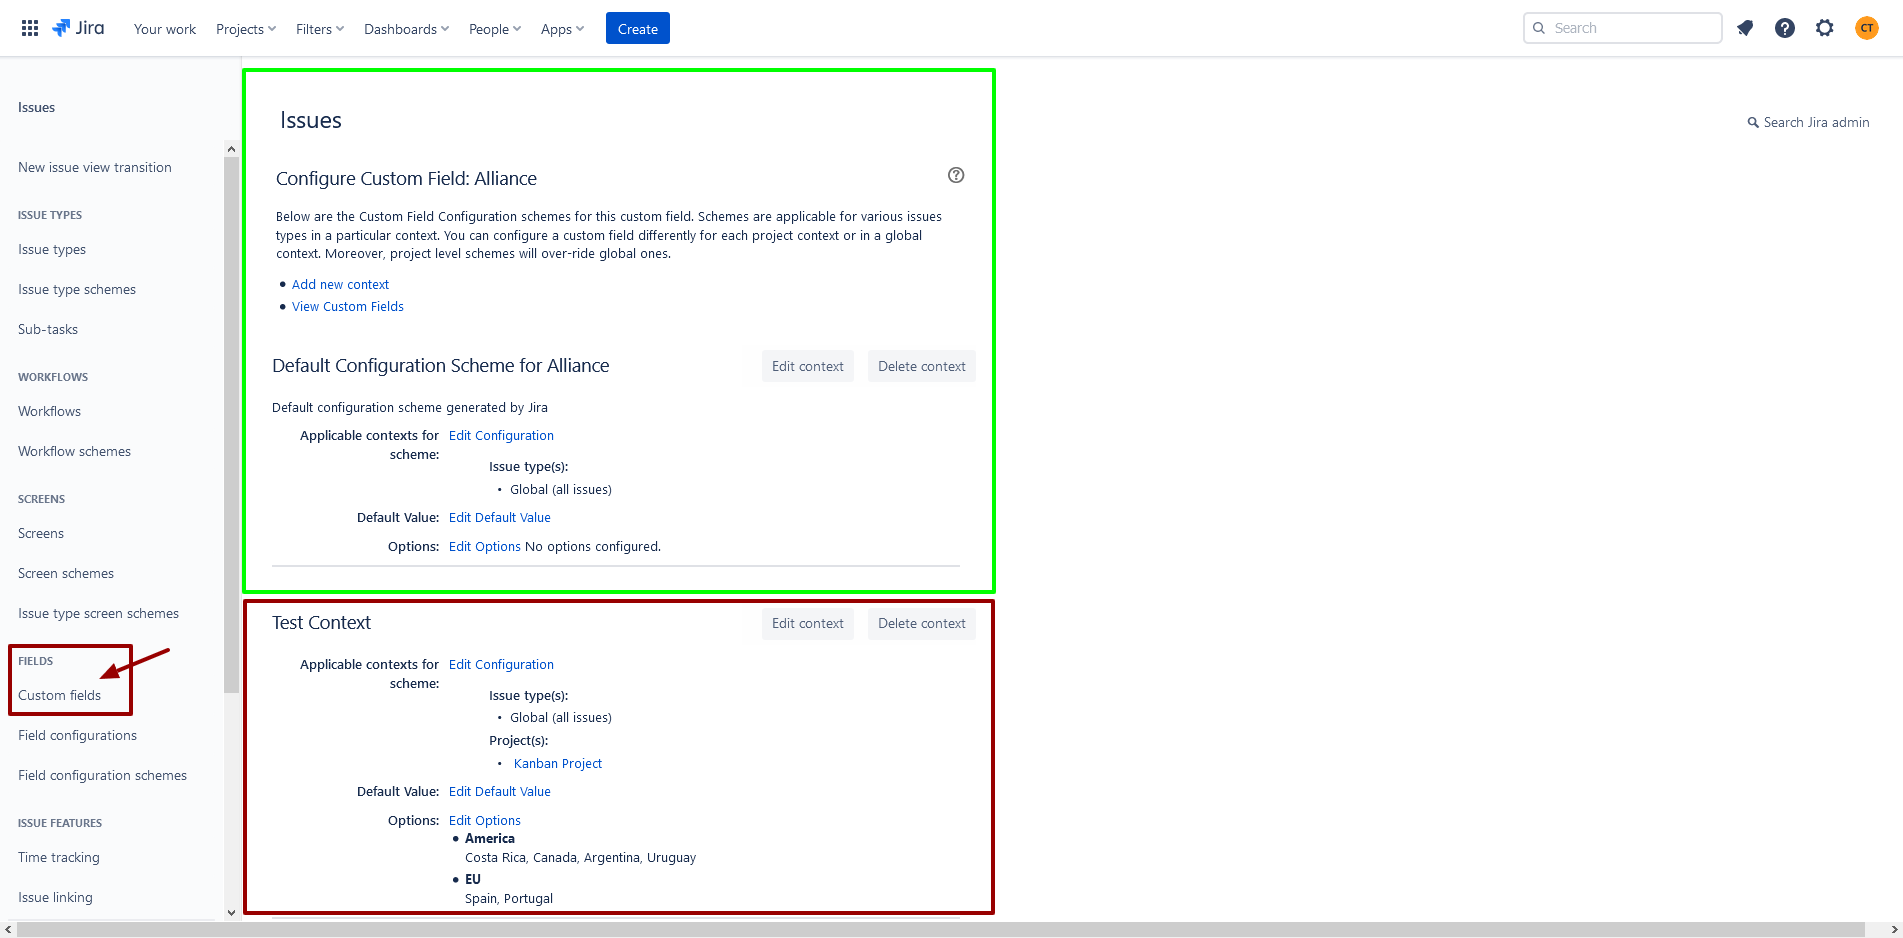 Jira
Your work
Projects
Filters
Dashboards
People
Apps
Create
Search
CT
Issues
New issue view transition
ISSUE TYPES
Issue types
Issue type schemes
Sub-tasks
WORKFLOWS
Workflows
Workflow schemes
SCREENS
Screens
Screen schemes
Issue type screen schemes
FIELDS
Custom fields
Field configurations
Field configuration schemes
ISSUE FEATURES
Time tracking
Issue linking
Issues
Search Jira admin
Configure Custom Field: Alliance
Below are the Custom Field Configuration schemes for this custom field. Schemes are applicable for various issues
types in a particular context. You can configure a custom field differently for each project context or in a global
context. Moreover, project level schemes will over-ride global ones.
• Add new context
• View Custom Fields
Default Configuration Scheme for Alliance
Edit context
Delete context
Default configuration scheme generated by Jira
Applicable contexts for Edit Configuration
scheme:
Issue type(s):
• Global (all issues)
Default Value: Edit Default Value
Options: Edit Options No options configured.
Test Context
Edit context
Delete context
Applicable contexts for Edit Configuration
scheme:
Issue type(s):
• Global (all issues)
Project(s):
• Kanban Project
Default Value: Edit Default Value
Options: Edit Options
• America
Costa Rica, Canada, Argentina, Uruguay
• EU
Spain, Portugal